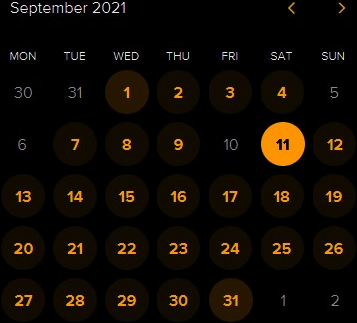 September 2021
MON TUE WED THU FRI SAT SUN
30 31 1 2 3 4 5
6 7 8 9 10 11 12
13 14 15 16 17 18 19
20 21 22 23 24 25 26
27 28 29 30 31 1 2